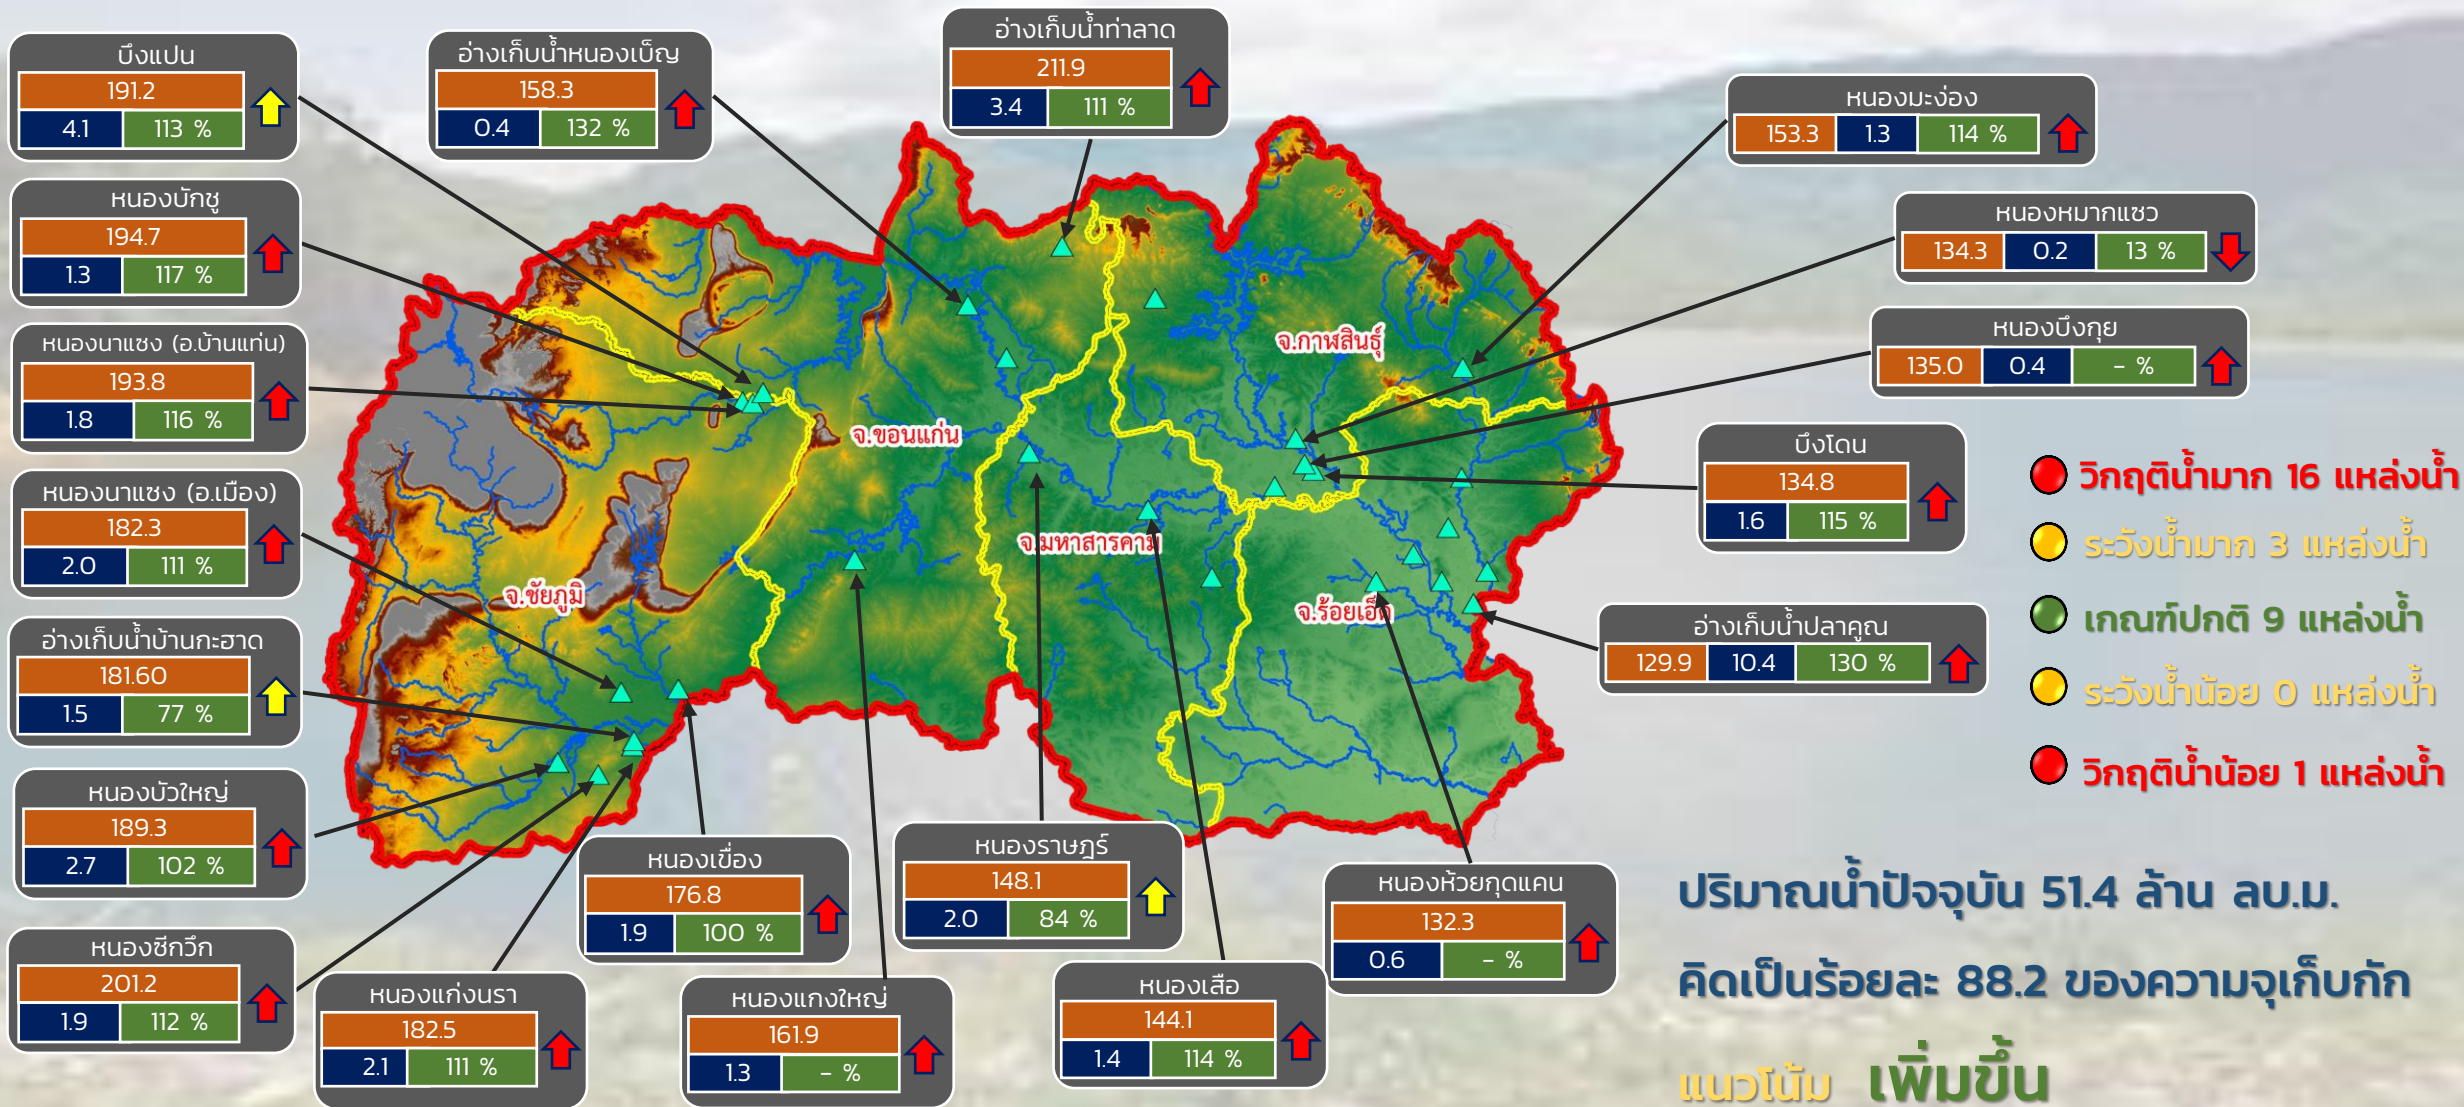 บึงแปน
191.2
4.1 113 %
หนองบักชู
194.7
1.3 117 %
หนองนาแซง (อ.บ้านแท่น)
193.8
1.8 116 %
หนองนาแซง (อ.เมือง)
182.3
2.0 111 %
อ่างเก็บน้ำบ้านกะฮาด
181.60
1.5 77 %
หนองบัวใหญ่
189.3
2.7 102 %
หนองซีกวึก
201.2
1.9 112 %
อ่างเก็บน้ำหนองเบ็ญ
158.3
0.4 132 %
อ่างเก็บน้ำท่าลาด
211.9
3.4 111 %
หนองมะง่อง
153.3 1.3 114 %
หนองหมากแซว
134.3 0.2 13 %
หนองบึงกุย
135.0 0.4 - %
บึงโดน
134.8
1.6 115 %
อ่างเก็บน้ำปลาคูณ
129.9 10.4 130 %
จ.กาฬสินธุ์
จ.ขอนแก่น
จ.มหาสารคาม
จ.ชัยภูมิ
จ.ร้อยเอ็ด
หนองแก่งนรา
182.5
2.1 111 %
หนองเขื่อง
176.8
1.9 100 %
หนองแกงใหญ่
161.9
1.3 - %
หนองราษฎร์
148.1
2.0 84 %
หนองเสือ
144.1
1.4 114 %
หนองห้วยกุดแคน
132.3
0.6 - %
วิกฤติน้ำมาก 16 แหล่งน้ำ
ระวังน้ำมาก 3 แหล่งน้ำ
เกณฑ์ปกติ 9 แหล่งน้ำ
ระวังน้ำน้อย 0 แหล่งน้ำ
วิกฤติน้ำน้อย 1 แหล่งน้ำ
ปริมาณน้ำปัจจุบัน 51.4 ล้าน ลบ.ม.
คิดเป็นร้อยละ 88.2 ของความจุเก็บกัก
แนวโน้ม เพิ่มขึ้น